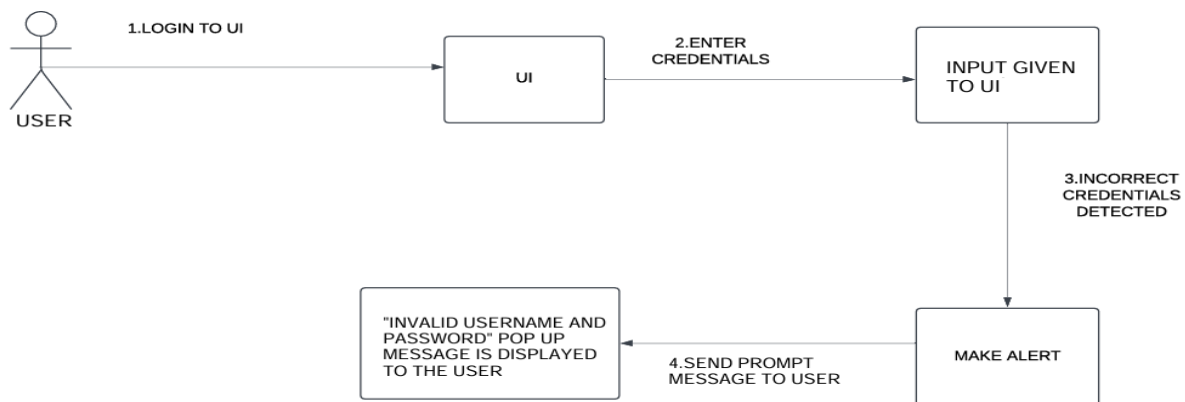 1.LOGIN TO UI
USER
UI
2.ENTER
CREDENTIALS
INPUT GIVEN
TO UI
3.INCORRECT
CREDENTIALS
DETECTED
MAKE ALERT
4.SEND PROMPT
MESSAGE TO USER
"INVALID USERNAME AND
PASSWORD" POP UP
MESSAGE IS DISPLAYED
TO THE USER